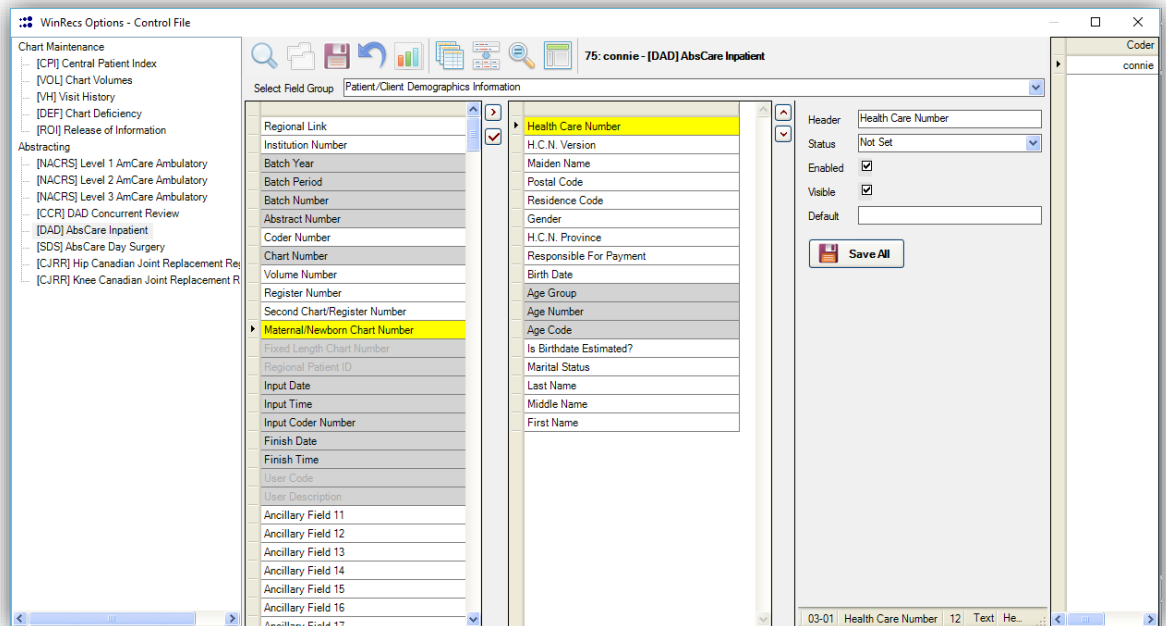 WinRecs Options - Control File
Chart Maintenance
[CPI] Central Patient Index
[VOL] Chart Volumes
[VH] Visit History
[DEF] Chart Deficiency
[ROI] Release of Information
Abstracting
[NACRS] Level 1 AmCare Ambulatory
[NACRS] Level 2 AmCare Ambulatory
[NACRS] Level 3 AmCare Ambulatory
[CCR] DAD Concurrent Review
[DAD] AbsCare Inpatient
[SDS] AbsCare Day Surgery
[CJRR] Hip Canadian Joint Replacement Reg
[CJRR] Knee Canadian Joint Replacement R
75: connie - [DAD] AbsCare Inpatient
Select Field Group Patient/Client Demographics Information
Regional Link
Institution Number
Batch Year
Batch Period
Batch Number
Abstract Number
Coder Number
Chart Number
Volume Number
Register Number
Second Chart/Register Number
Maternal/Newborn Chart Number
Fixed Length Chart Number
Regional Patient ID
Input Date
Input Time
Input Coder Number
Finish Date
Finish Time
User Code
User Description
Ancillary Field 11
Ancillary Field 12
Ancillary Field 13
Ancillary Field 14
Ancillary Field 15
Ancillary Field 16
Ancillary Field 17
Health Care Number
H.C.N. Version
Maiden Name
Postal Code
Residence Code
Gender
H.C.N. Province
Responsible For Payment
Birth Date
Age Group
Age Number
Age Code
Is Birthdate Estimated?
Marital Status
Last Name
Middle Name
First Name
Header Health Care Number
Status Not Set
Enabled
Visible
Default
Save All
03-01 Health Care Number 12 Text He...
Coder
connie